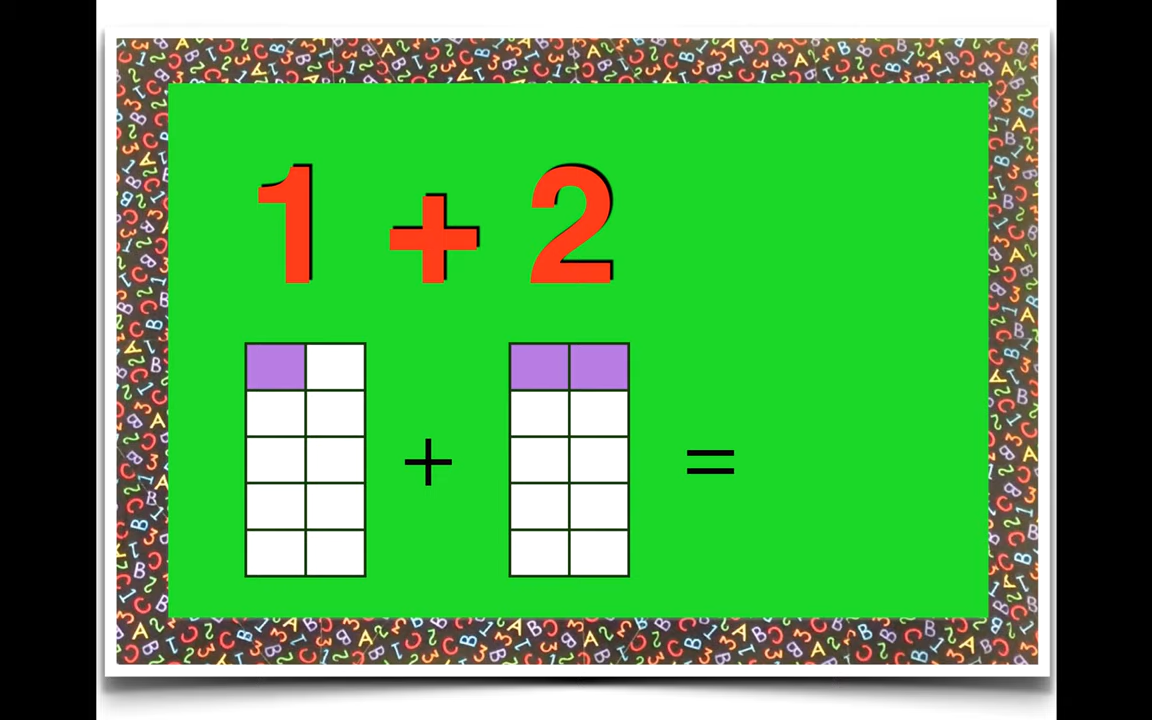 1 + 2
+ =